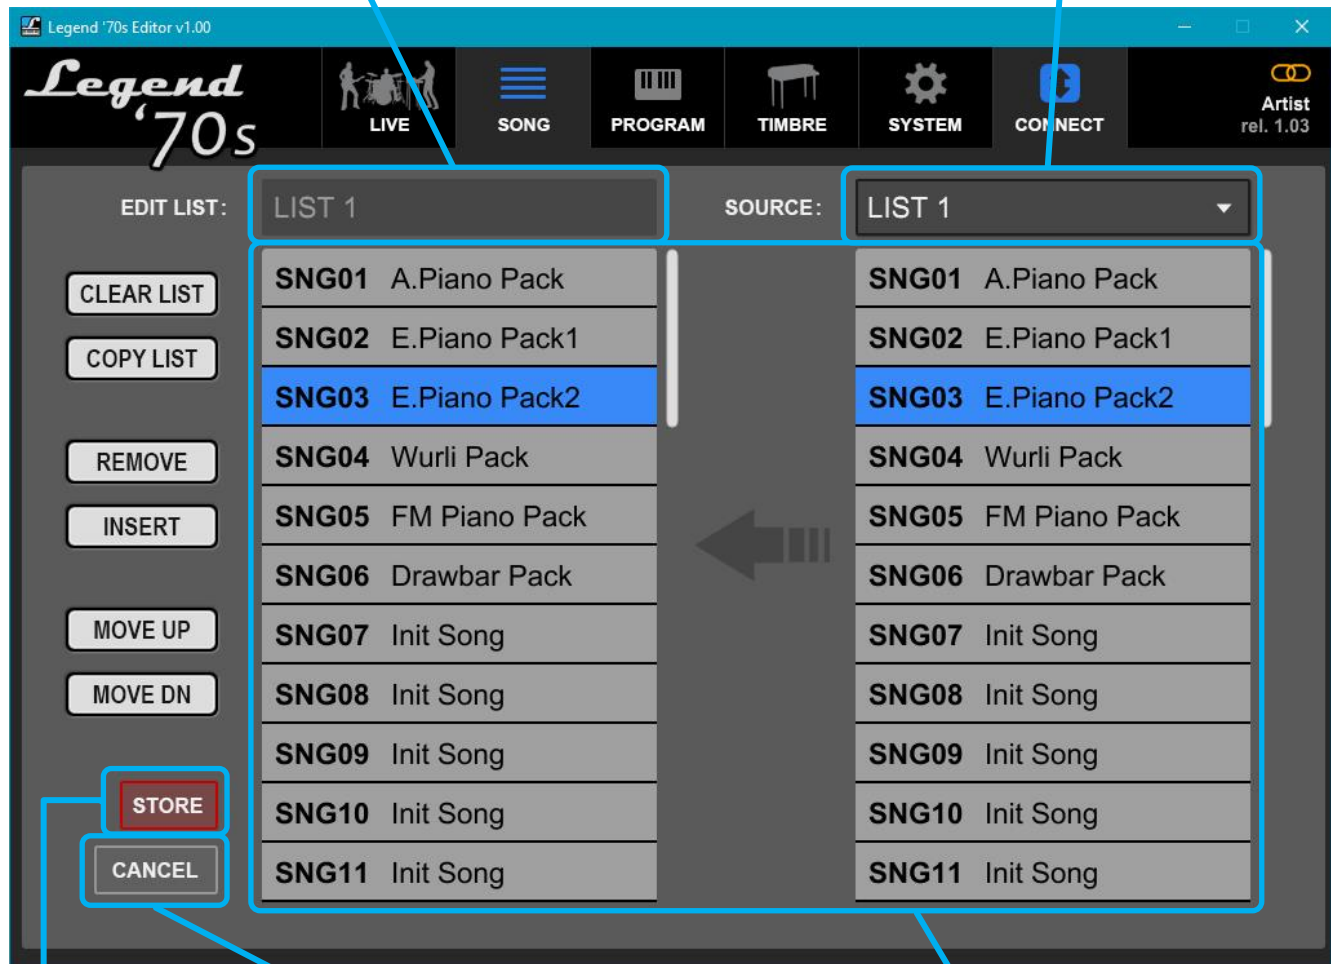 Legend '70s Editor v1.00
Legend '70s
LIVE
SONG
PROGRAM
TIMBRE
SYSTEM
CONNECT
Artist
rel. 1.03
EDIT LIST:
LIST 1
SOURCE:
LIST 1
CLEAR LIST
COPY LIST
REMOVE
INSERT
MOVE UP
MOVE DN
STORE
CANCEL
SNG01 A.Piano Pack
SNG02 E.Piano Pack1
SNG03 E.Piano Pack2
SNG04 Wurli Pack
SNG05 FM Piano Pack
SNG06 Drawbar Pack
SNG07 Init Song
SNG08 Init Song
SNG09 Init Song
SNG10 Init Song
SNG11 Init Song
SNG01 A.Piano Pack
SNG02 E.Piano Pack1
SNG03 E.Piano Pack2
SNG04 Wurli Pack
SNG05 FM Piano Pack
SNG06 Drawbar Pack
SNG07 Init Song
SNG08 Init Song
SNG09 Init Song
SNG10 Init Song
SNG11 Init Song